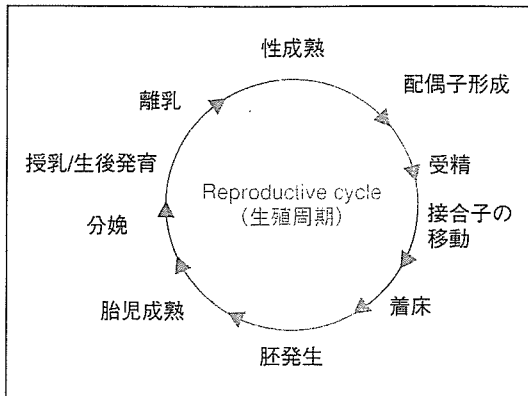 性成熟
配偶子形成
受精
接合子の
移動
着床
胚発生
胎児成熟
分娩
授乳/生後発育
離乳
Reproductive cycle
(生殖周期)